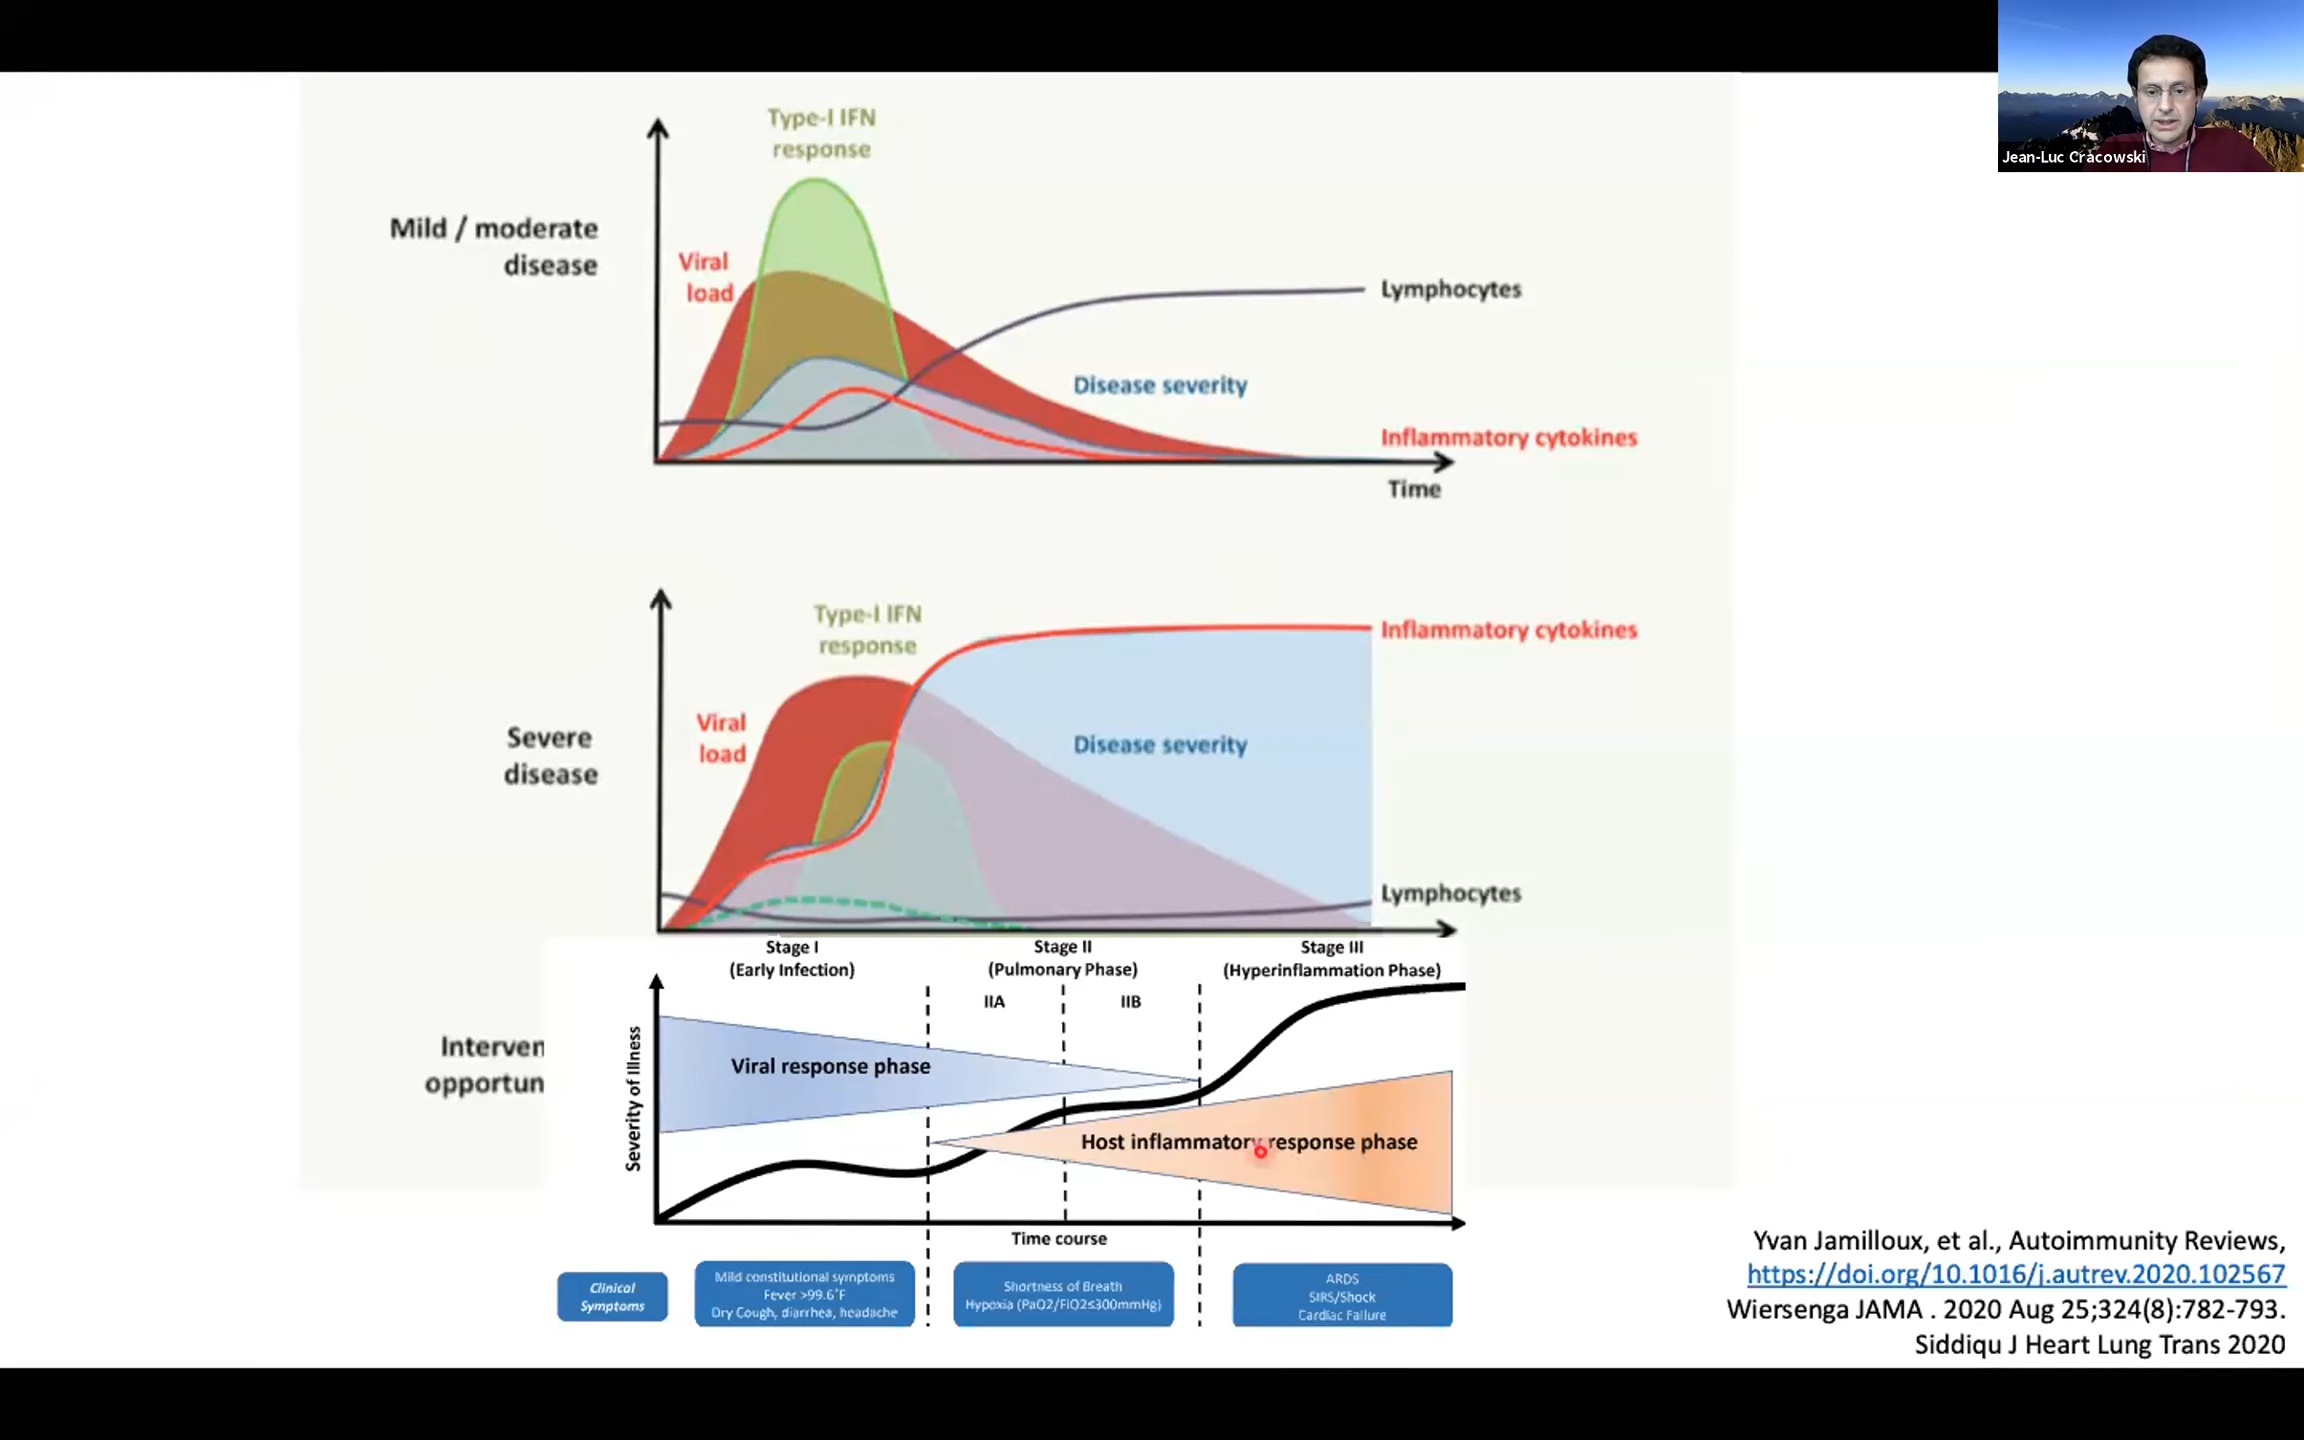 Jean-Luc Cracowski
Type-I IFN
response
Mild / moderate
disease
Viral
load
Lymphocytes
Disease severity
Inflammatory cytokines
Time
Type-I IFN
response
Inflammatory cytokines
Viral
load
Severe
disease
Disease severity
Lymphocytes
Stage I
(Early Infection)
Stage II
(Pulmonary Phase)
Stage III
(Hyperinflammation Phase)
IIA
IIB
Interven
opportun
Severity of Illness
Viral response phase
Host inflammatory response phase
Time course
Clinical
Symptoms
Mild constitutional symptoms
Fever >99.6°F
Dry Cough, diarrhea, headache
Shortness of Breath
Hypoxia (PaO2/FiO2≤300mmHg)
ARDS
SIRS/Shock
Cardiac Failure
Yvan Jamilloux, et al., Autoimmunity Reviews,
https://doi.org/10.1016/j.autrev.2020.102567
Wiersenga JAMA . 2020 Aug 25;324(8):782-793.
Siddiqu J Heart Lung Trans 2020